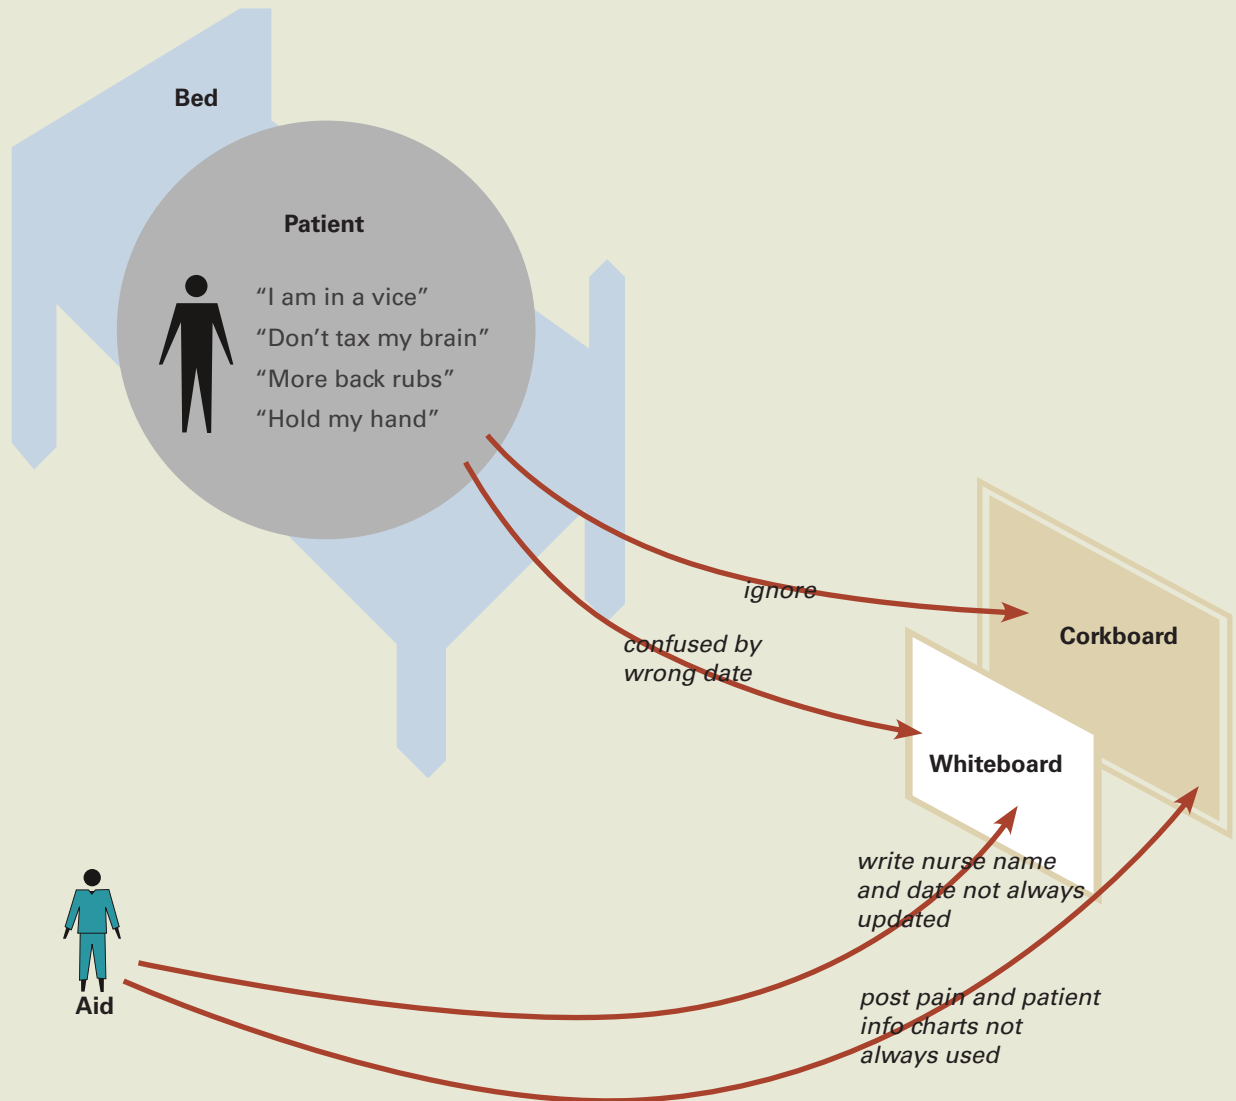 Bed
Patient
“I am in a vice”
“Don’t tax my brain”
“More back rubs”
“Hold my hand”
ignore
confused by
wrong date
Corkboard
Whiteboard
write nurse name
and date not always
updated
Aid
post pain and patient
info charts not
always used